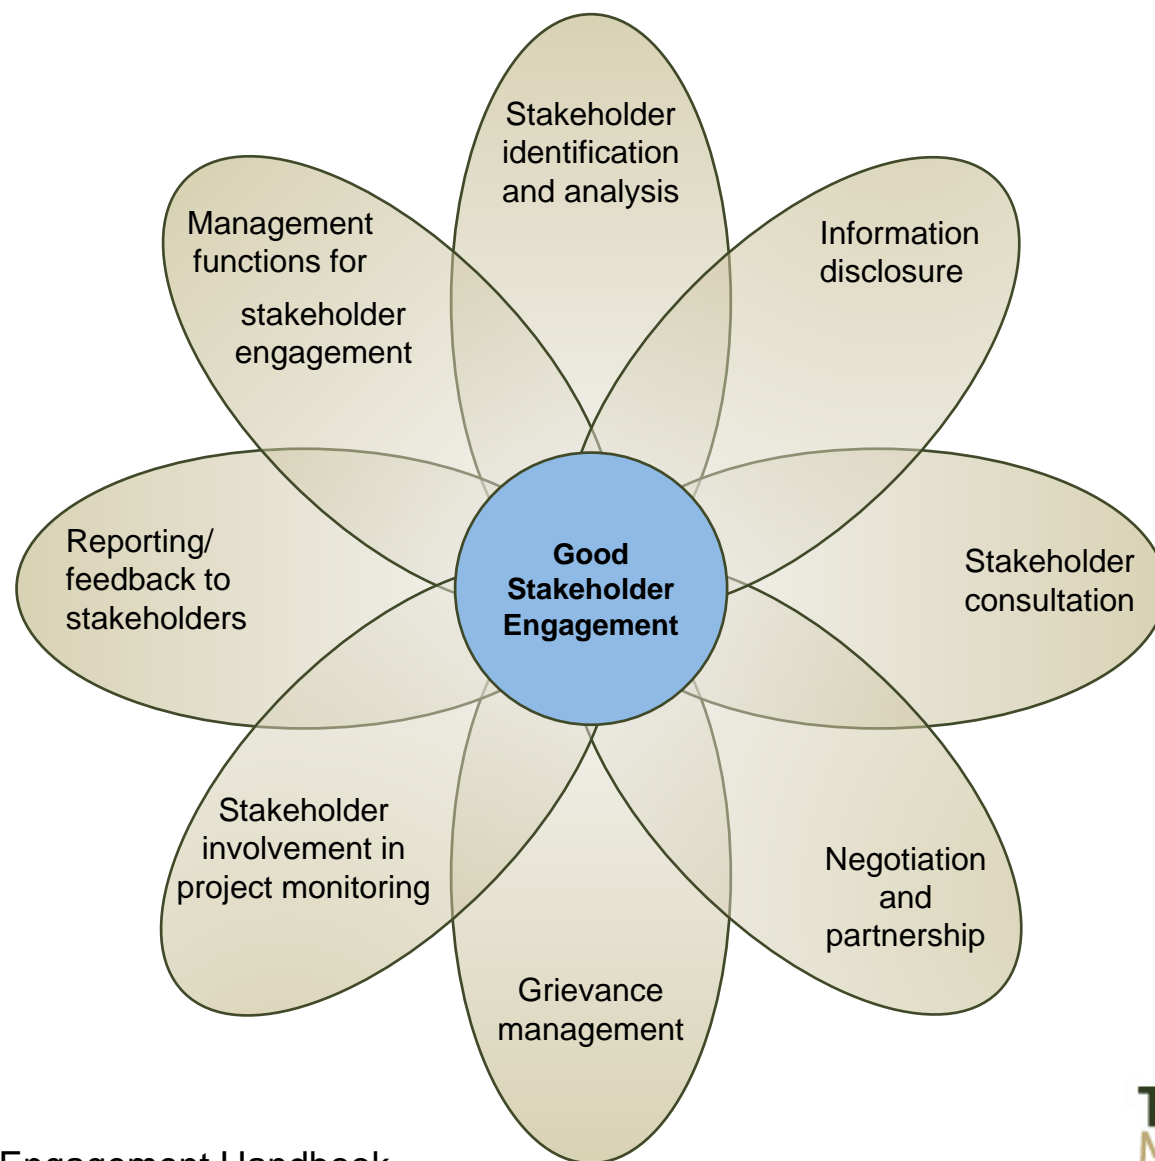 Stakeholder
identification
and analysis
Information
disclosure
Stakeholder
consultation
Negotiation
and
partnership
Grievance
management
Stakeholder
involvement in
project monitoring
Reporting/
feedback to
stakeholders
Management
functions for
stakeholder
engagement
Good
Stakeholder
Engagement
Engagement Handbook